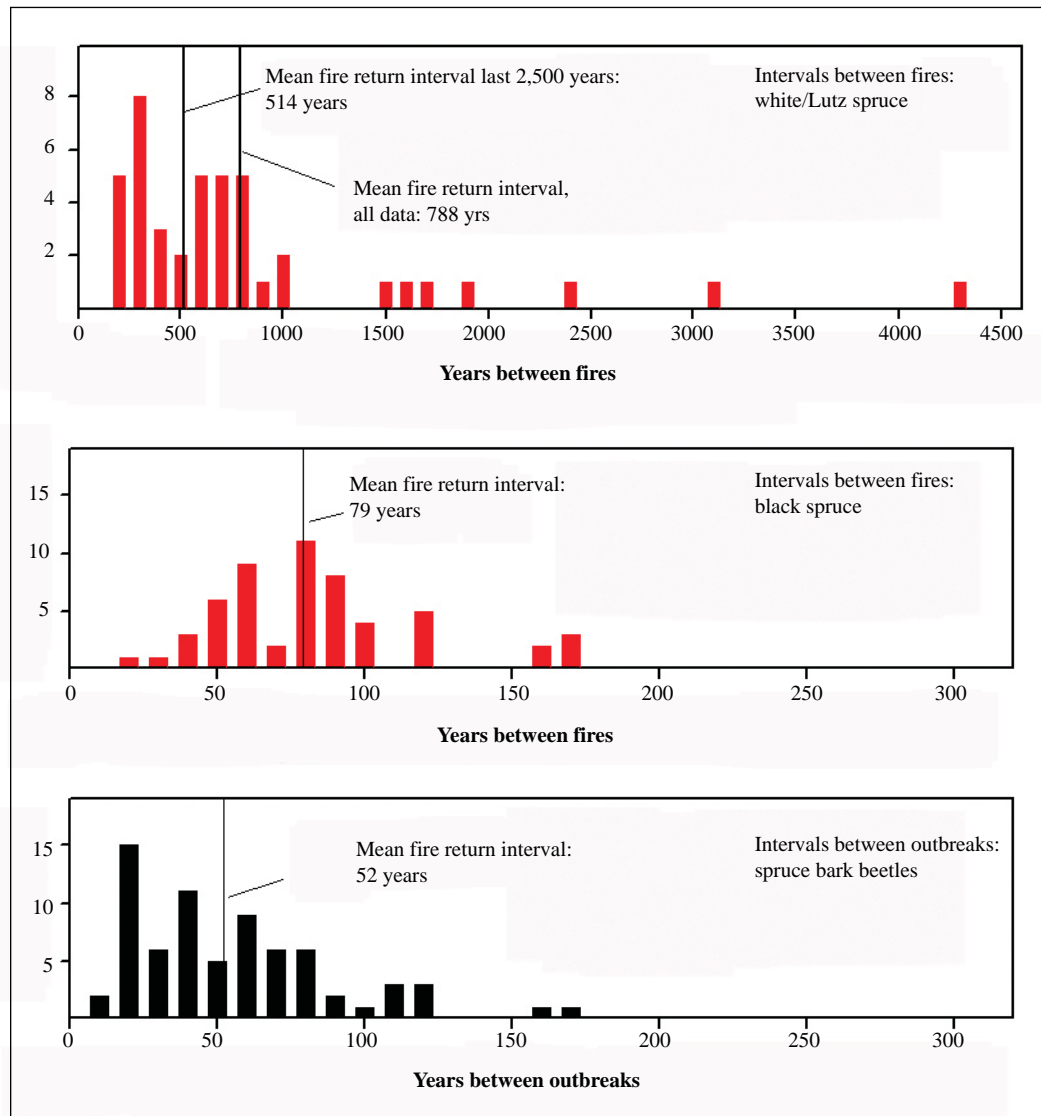 Mean fire return interval last 2,500 years:
514 years
Intervals between fires:
white/Lutz spruce
Mean fire return interval,
all data: 788 yrs
8
6
4
2
0 500 1000 1500 2000 2500 3000 3500 4000 4500
Years between fires
Mean fire return interval:
79 years
Intervals between fires:
black spruce
15
10
5
0 50 100 150 200 250 300
Years between fires
Mean fire return interval:
52 years
Intervals between outbreaks:
spruce bark beetles
15
10
5
0 50 100 150 200 250 300
Years between outbreaks